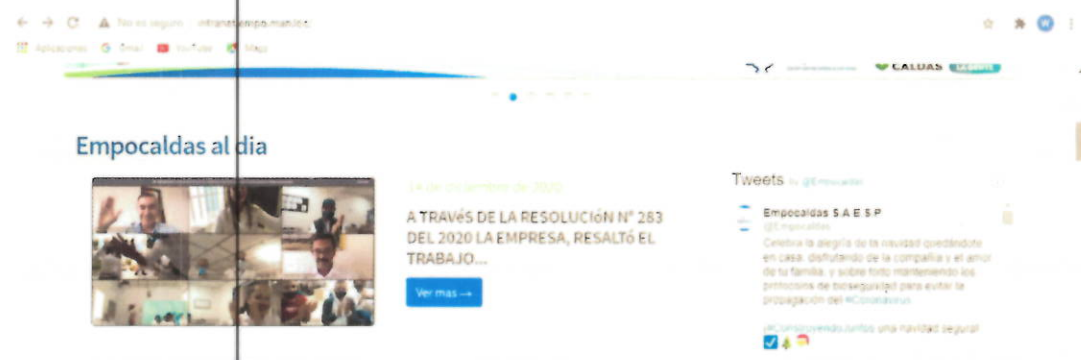 No es seguro
Aplicaciones Gmail YouTube Maps
CALDAS
Empocaldas al dia
14 de diciembre de 2020
A TRAVéS DE LA RESOLUCIóN N° 283
DEL 2020 LA EMPRESA, RESALTó EL
TRABAJO...
Ver mas →
Tweets by @Empocaldas
Empocaldas S.A E.S.P
@Empocaldas
Celebra la alegría de la navidad quedándote
en casa, disfrutando de la compañía y el amor
de tu familia, y sobre todo manteniendo los
protocolos de bioseguridad para evitar la
propagación del #Coronavirus
una navidad segura!